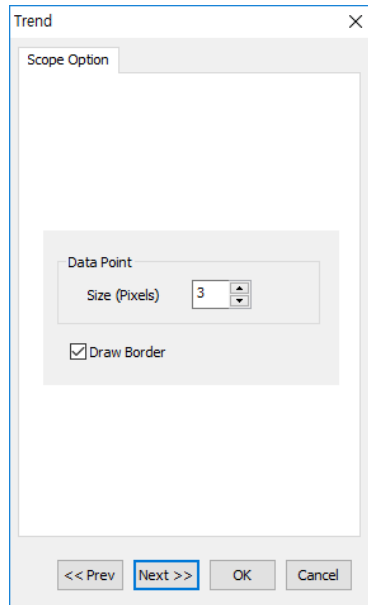 Trend
Scope Option
Data Point
Size (Pixels) 3
Draw Border
<< Prev Next >> OK Cancel